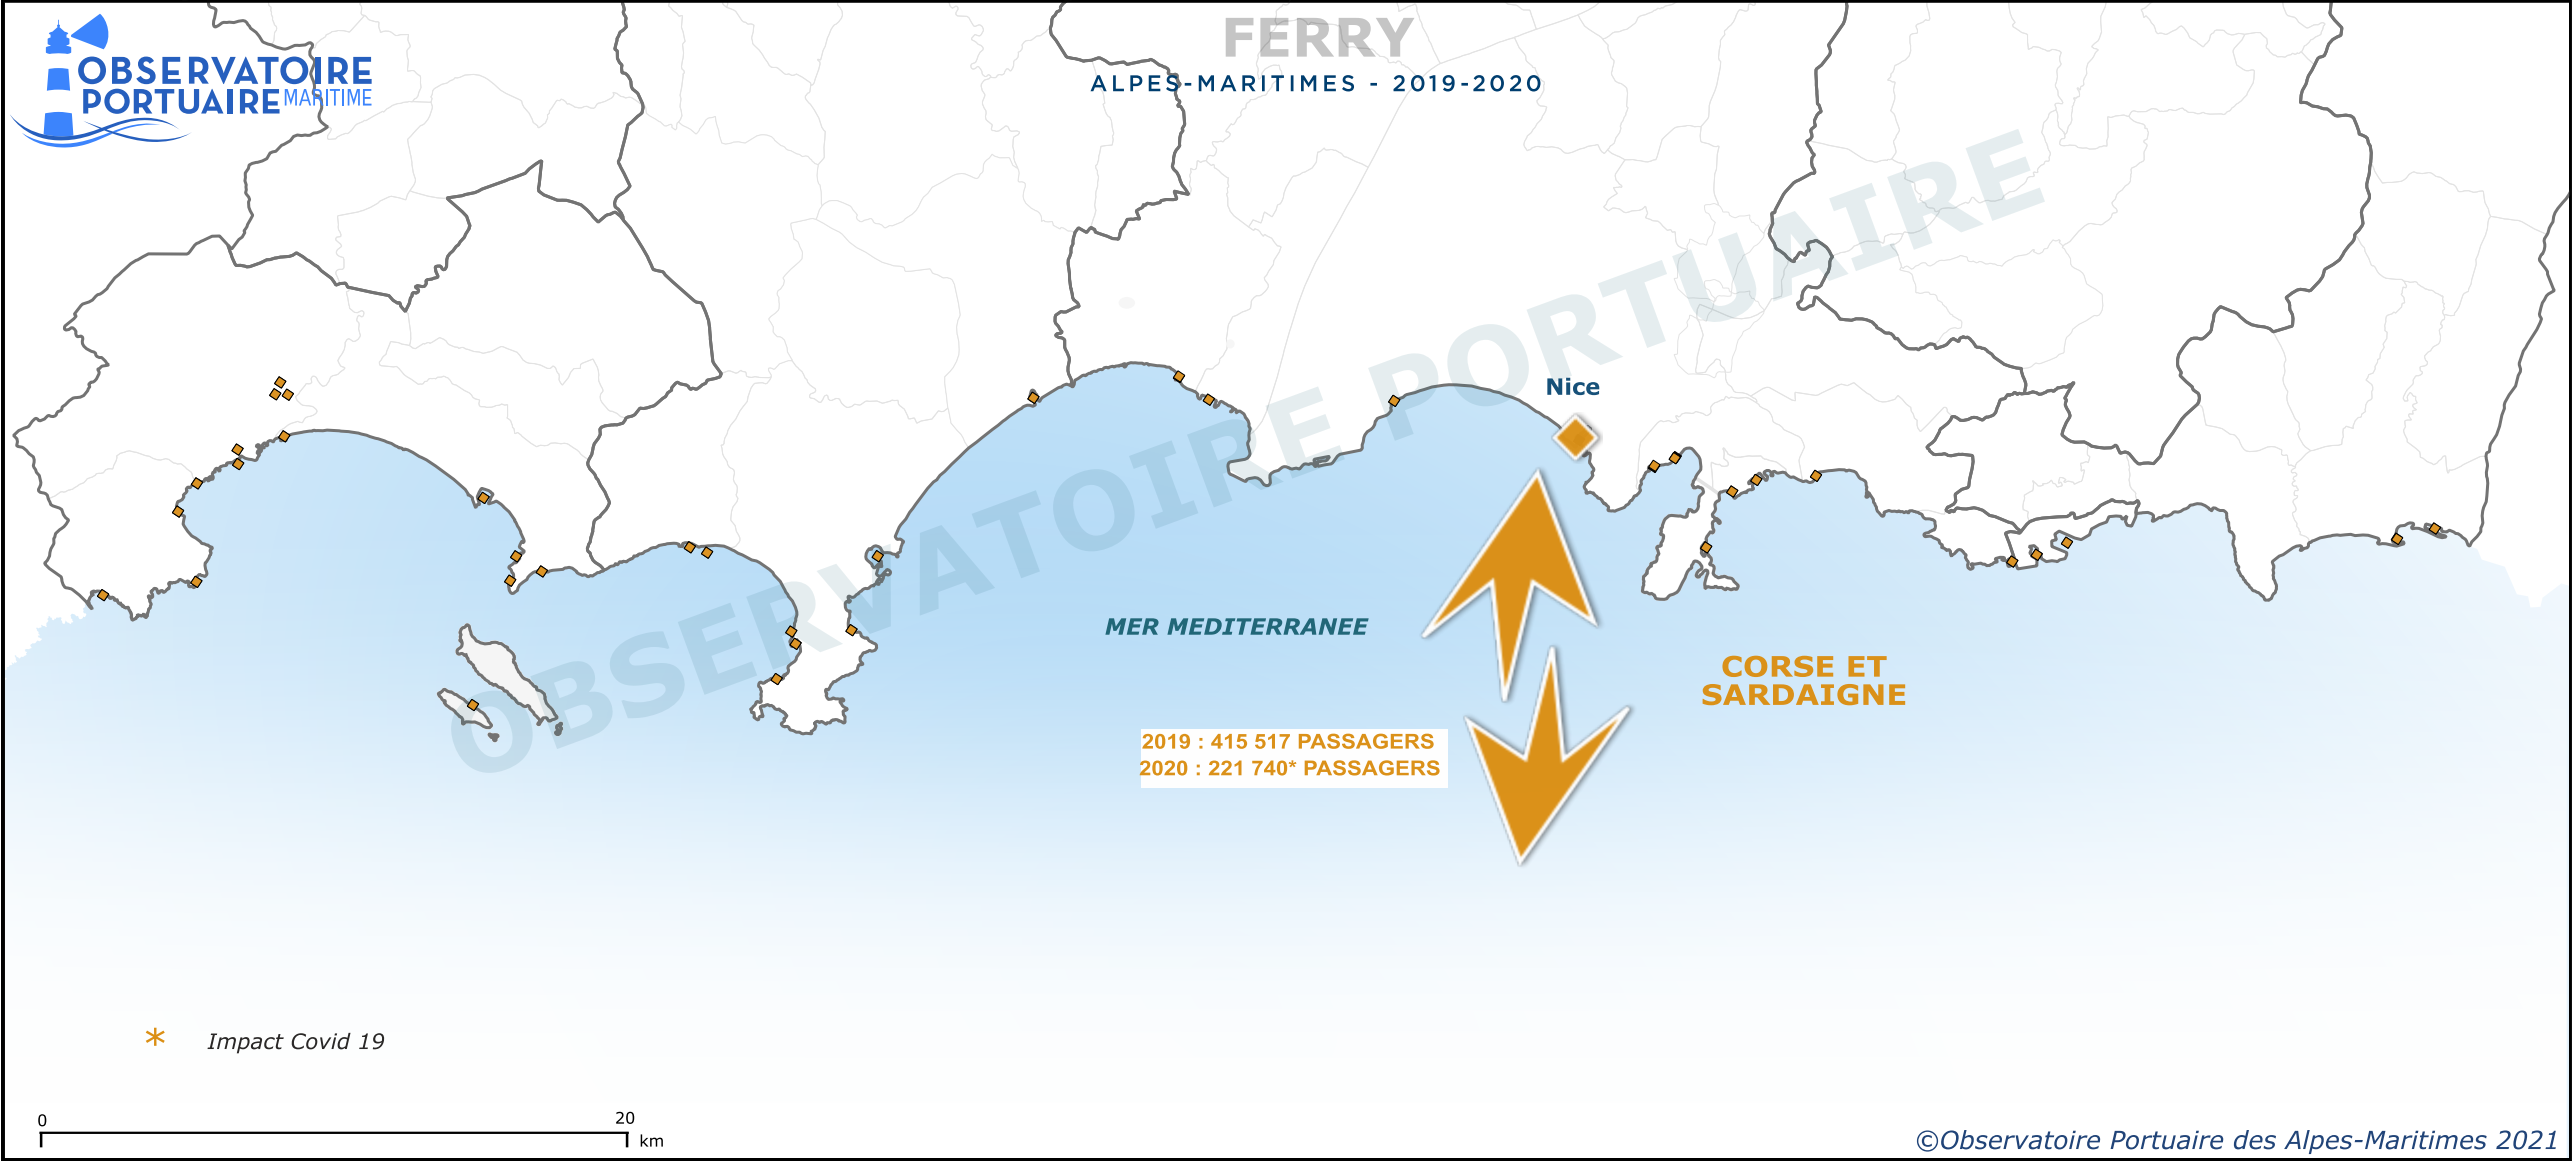 FERRY
ALPES-MARITIMES - 2019-2020
OBSERVATOIRE
PORTUAIRE MARITIME
OBSERVATOIRE PORTUAIRE
Nice
MER MEDITERRANEE
CORSE ET
SARDAIGNE
2019 : 415 517 PASSAGERS
2020 : 221 740* PASSAGERS
* Impact Covid 19
0 20
km
©Observatoire Portuaire des Alpes-Maritimes 2021